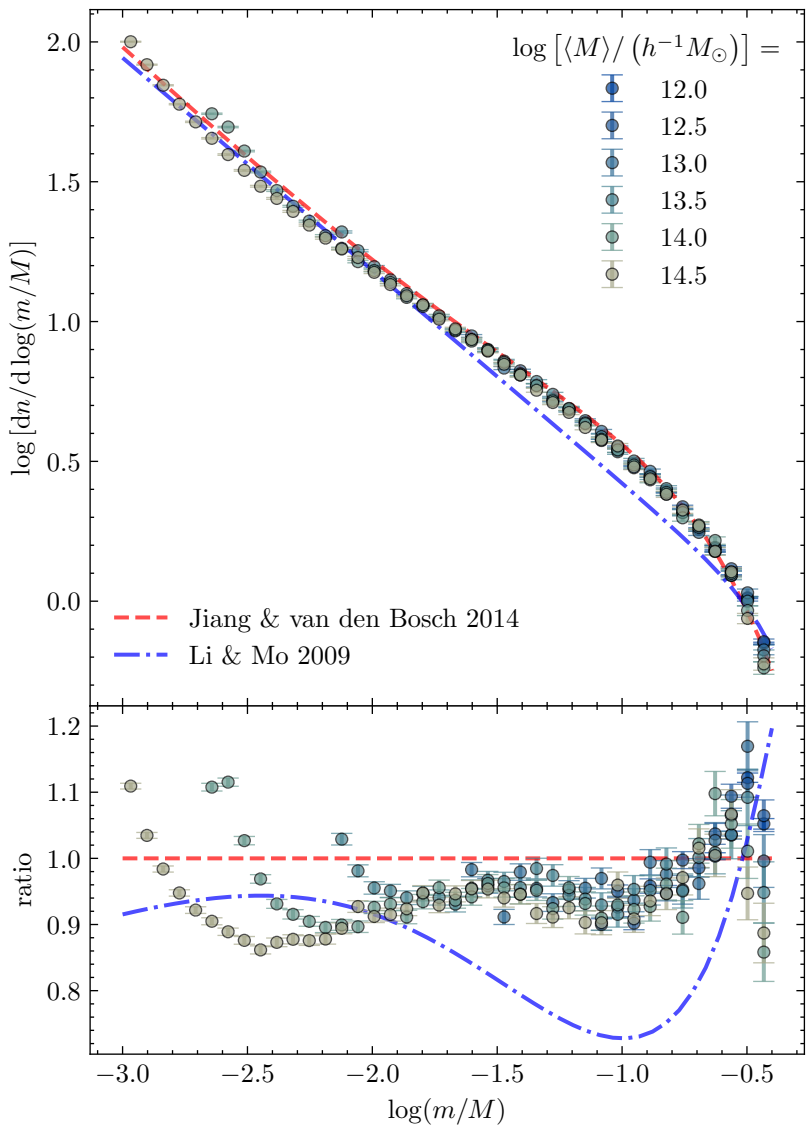 log [⟨M⟩/ (h⁻¹M⊙)] =
12.0
12.5
13.0
13.5
14.0
14.5
2.0
1.5
1.0
0.5
0.0
log [dn/d log(m/M)]
Jiang & van den Bosch 2014
Li & Mo 2009
1.2
1.1
1.0
0.9
0.8
ratio
−3.0 −2.5 −2.0 −1.5 −1.0 −0.5
log(m/M)